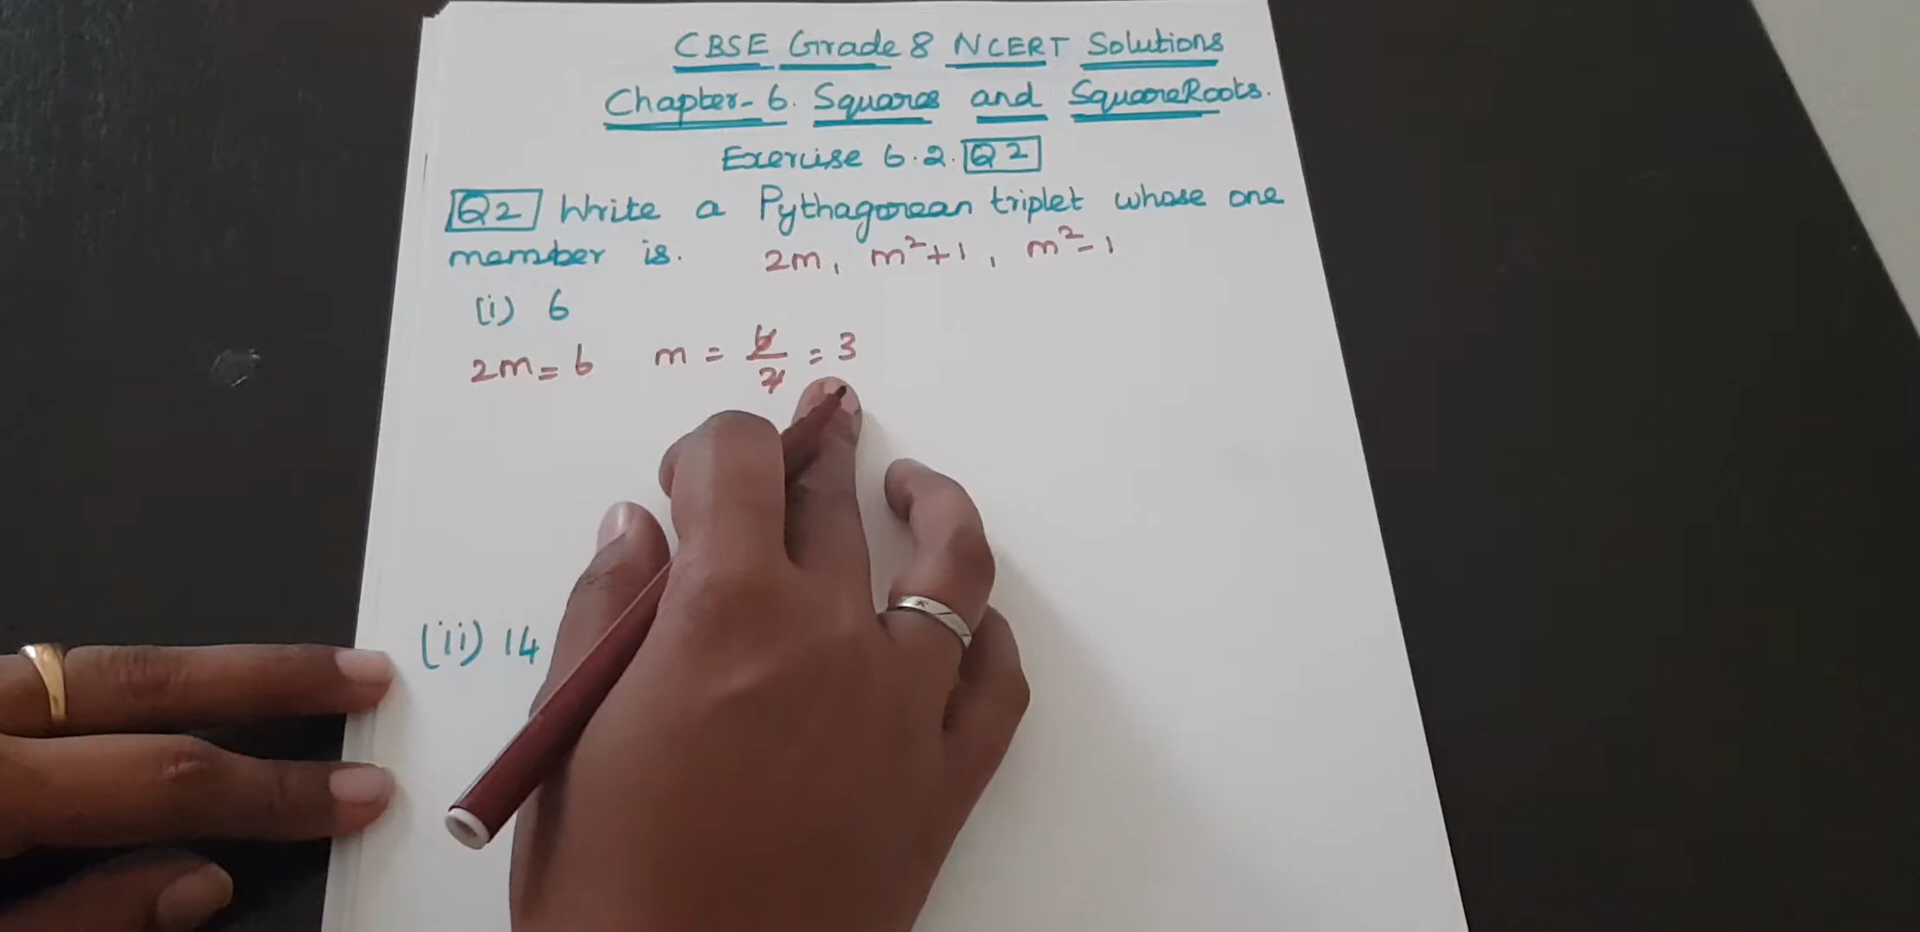 CBSE Grade 8 NCERT Solutions
Chapter-6. Squares and SquareRoots.
Exercise 6.2. Q2
Q2 Write a Pythagorean triplet whose one
member is. 2m, m²+1, m²-1
(i) 6
2m = 6 m = 6/2 = 3
(ii) 14